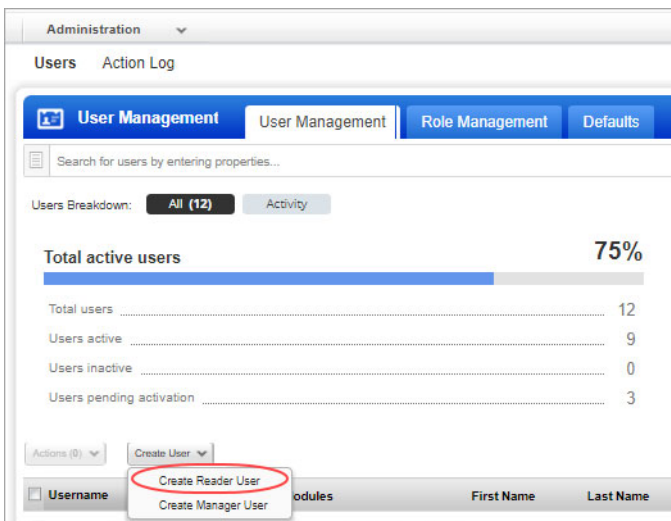 Administration
Users Action Log
User Management User Management Role Management Defaults
Search for users by entering properties...
Users Breakdown: All (12) Activity
Total active users 75%
Total users 12
Users active 9
Users inactive 0
Users pending activation 3
Actions (0) Create User
Create Reader User
Username odules First Name Last Name
Create Manager User